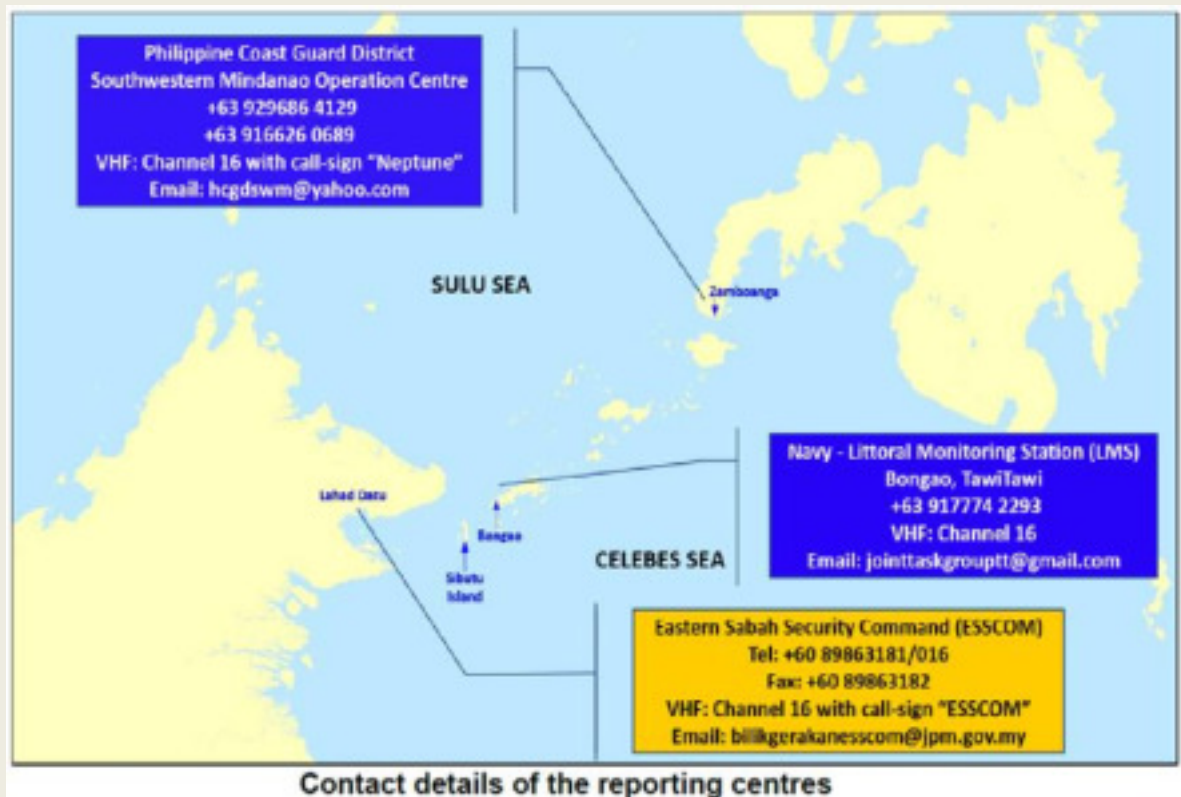 Philippine Coast Guard District
Southwestern Mindanao Operation Centre
+63 929686 4129
+63 916626 0689
VHF: Channel 16 with call-sign "Neptune"
Email: hcgdswm@yahoo.com
SULU SEA
Zamboanga
Navy - Littoral Monitoring Station (LMS)
Bongao, TawiTawi
+63 917774 2293
VHF: Channel 16
Email: jointtaskgrouptt@gmail.com
Lahad Datu
Bongao
CELEBES SEA
Sibutu
Island
Eastern Sabah Security Command (ESSCOM)
Tel: +60 89863181/016
Fax: +60 89863182
VHF: Channel 16 with call-sign "ESSCOM"
Email: bilikgerakanesscom@jpm.gov.my
Contact details of the reporting centres